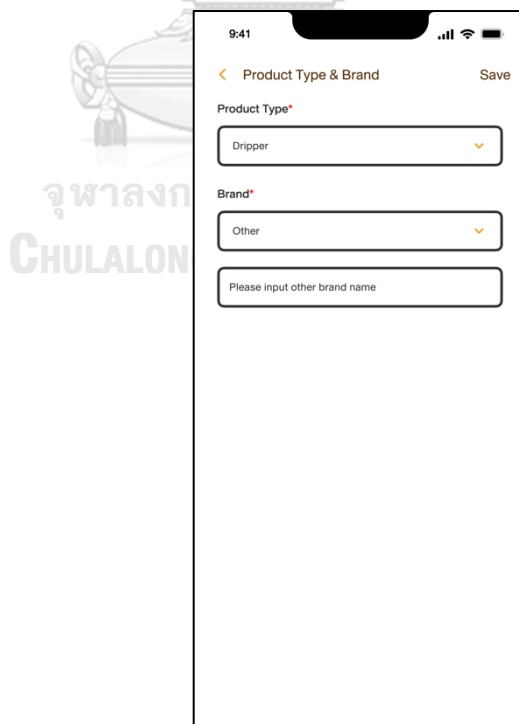 9:41
Product Type & Brand Save
Product Type*
Dripper
Brand*
Other
Please input other brand name
จุฬาลงก
CHULALON